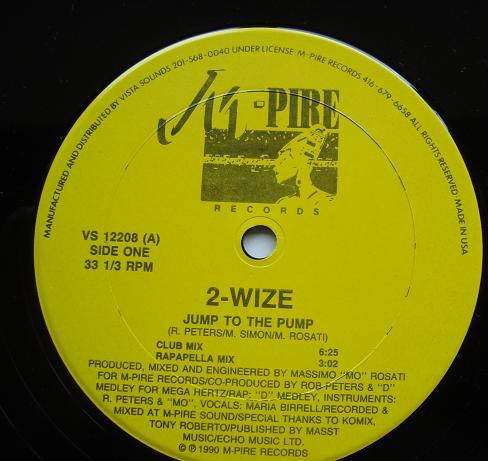 MANUFACTURED AND DISTRIBUTED BY VISTA SOUNDS 201-568-0040 UNDER LICENSE M-PIRE RECORDS 416-679-6658 ALL RIGHTS RESERVED. MADE IN USA
M-PIRE
RECORDS
VS 12208 (A)
SIDE ONE
33 1/3 RPM
2-WIZE
JUMP TO THE PUMP
(R. PETERS/M. SIMON/M. ROSATI)
CLUB MIX 6:25
RAPAPELLA MIX 3:02
PRODUCED, MIXED AND ENGINEERED BY MASSIMO "MO" ROSATI
FOR M-PIRE RECORDS/CO-PRODUCED BY ROB PETERS & "D"
MEDLEY FOR MEGA HERTZ/RAP: "D" MEDLEY, INSTRUMENTS:
R. PETERS & "MO", VOCALS: MARIA BIRRELL/RECORDED &
MIXED AT M-PIRE SOUND/SPECIAL THANKS TO KOMIX,
TONY ROBERTO/PUBLISHED BY MASST
MUSIC/ECHO MUSIC LTD.
© ℗ 1990 M-PIRE RECORDS